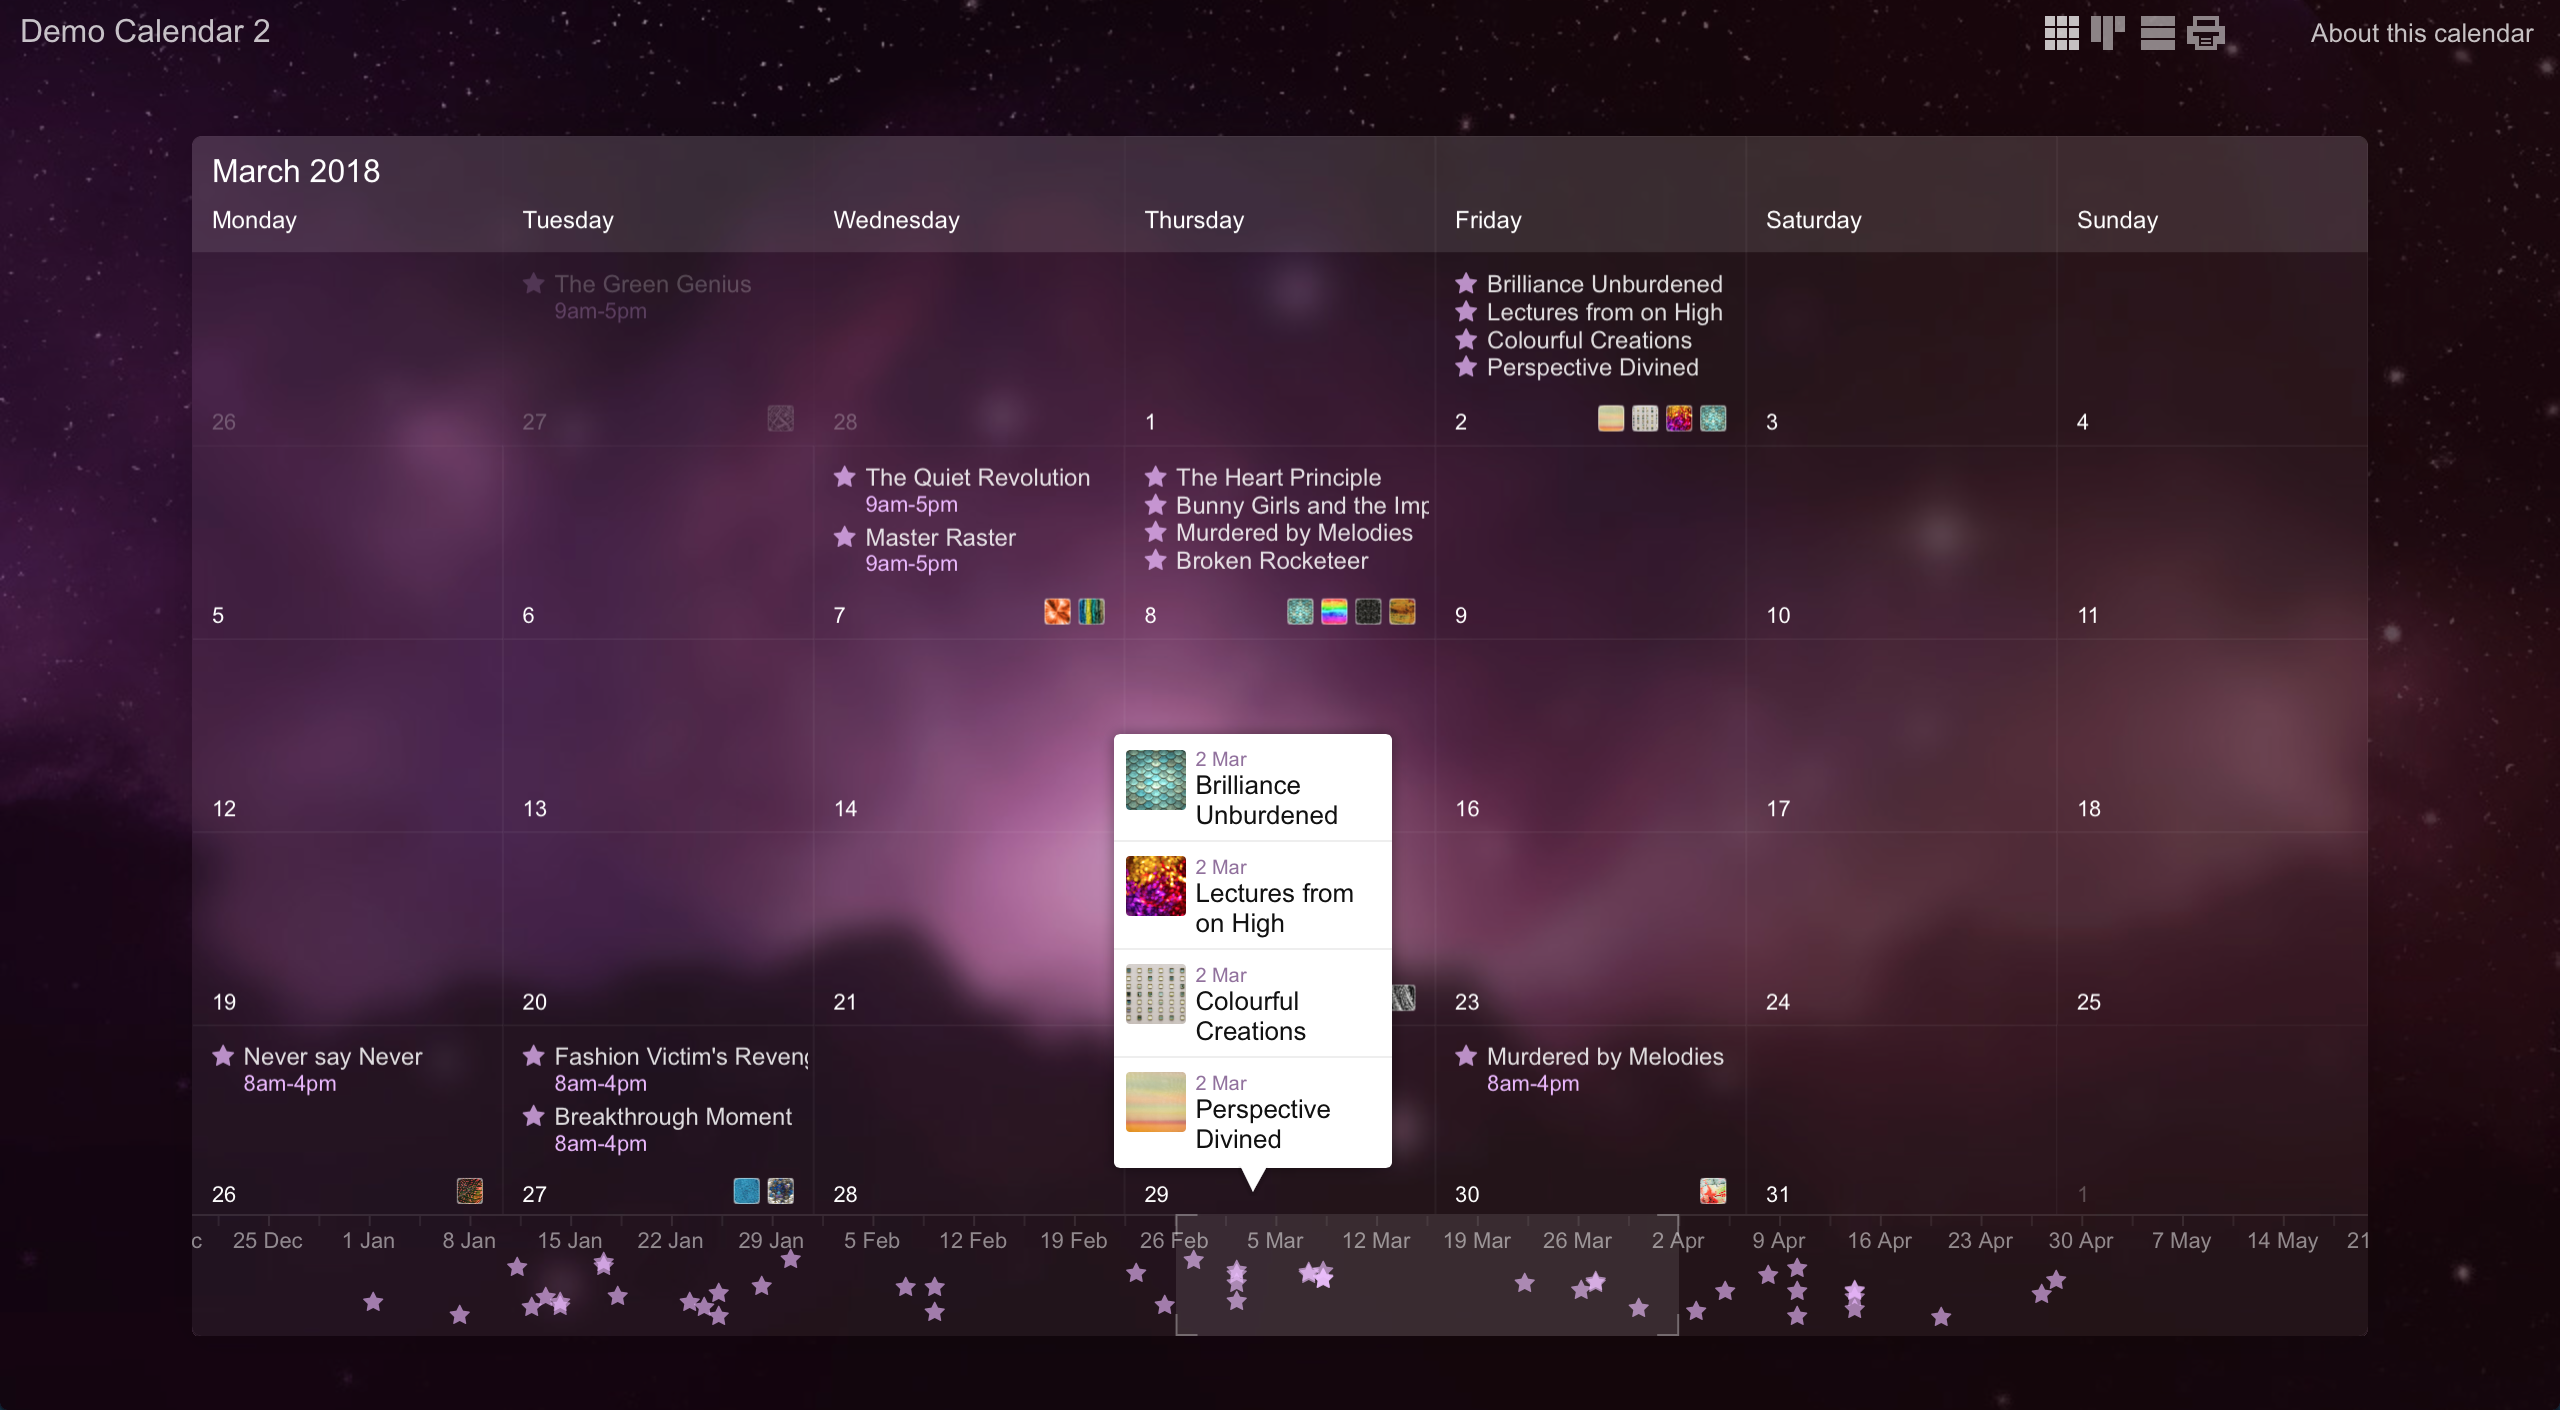 Demo Calendar 2
About this calendar
March 2018
Monday
Tuesday
Wednesday
Thursday
Friday
Saturday
Sunday
26
The Green Genius
9am-5pm
27
28
1
Brilliance Unburdened
Lectures from on High
Colourful Creations
Perspective Divined
2
3
4
5
6
The Quiet Revolution
9am-5pm
Master Raster
9am-5pm
7
The Heart Principle
Bunny Girls and the Imp
Murdered by Melodies
Broken Rocketeer
8
9
10
11
12
13
14
16
17
18
19
20
21
23
24
25
2 Mar
Brilliance
Unburdened
2 Mar
Lectures from
on High
2 Mar
Colourful
Creations
2 Mar
Perspective
Divined
Never say Never
8am-4pm
26
Fashion Victim's Reveng
8am-4pm
Breakthrough Moment
8am-4pm
27
28
29
Murdered by Melodies
8am-4pm
30
31
1
c 25 Dec 1 Jan 8 Jan 15 Jan 22 Jan 29 Jan 5 Feb 12 Feb 19 Feb 26 Feb 5 Mar 12 Mar 19 Mar 26 Mar 2 Apr 9 Apr 16 Apr 23 Apr 30 Apr 7 May 14 May 21